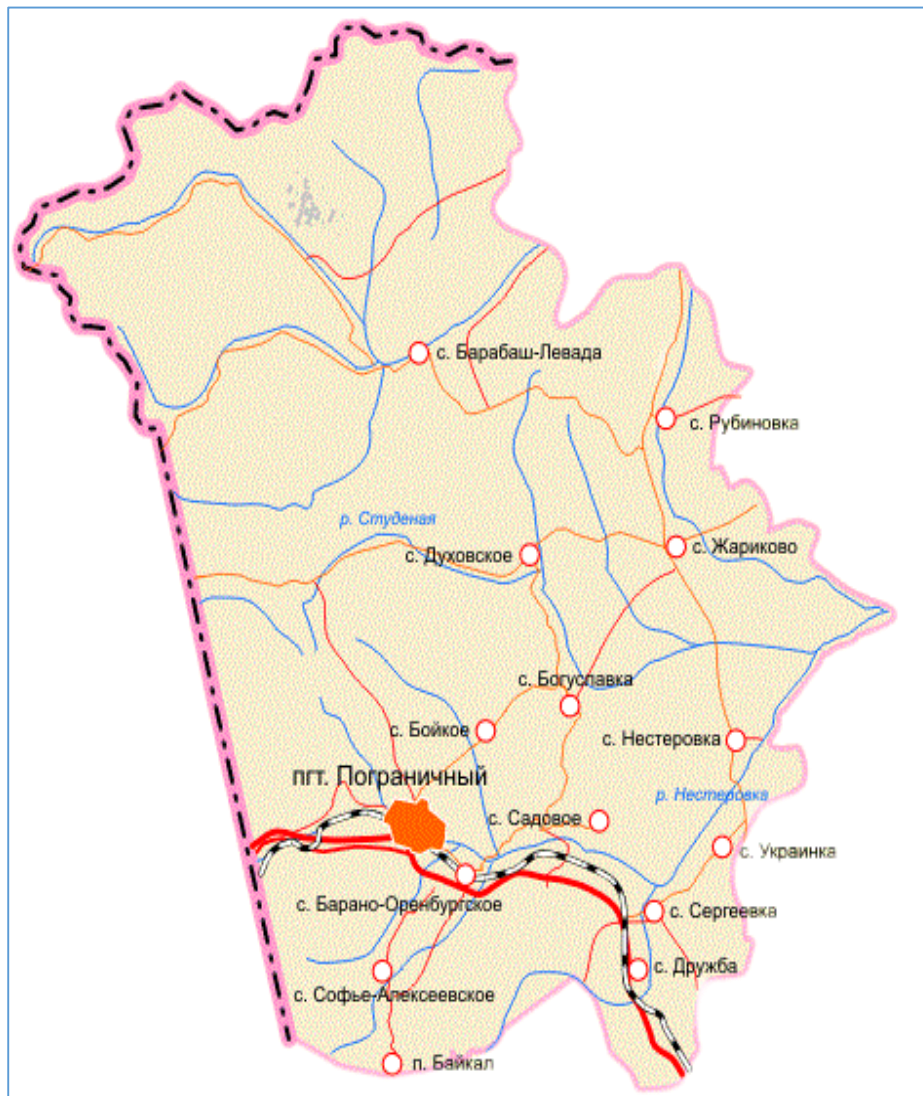 с. Барабаш-Левада
с. Рубиновка
р. Студеная
с. Духовское
с. Жариково
с. Богуславка
с. Бойкое
с. Нестеровка
пгт. Пограничный
р. Нестеровка
с. Садовое
с. Украинка
с. Барано-Оренбургское
с. Сергеевка
с. Дружба
с. Софье-Алексеевское
п. Байкал